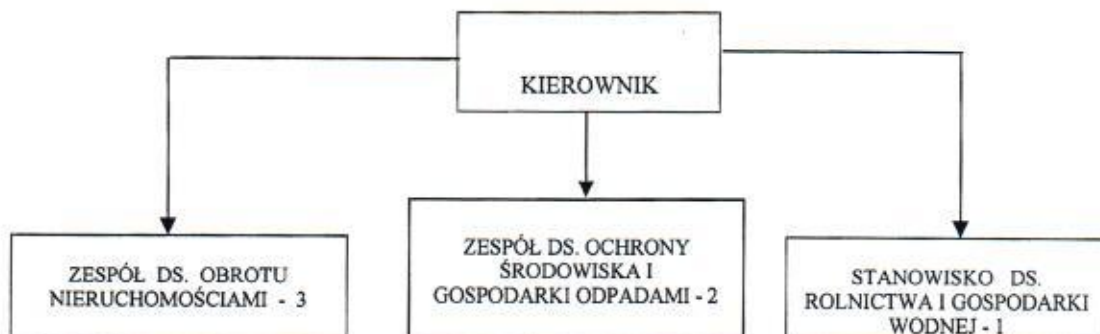 KIEROWNIK
ZESPÓŁ DS. OBROTU
NIERUCHOMOŚCIAMI - 3
ZESPÓŁ DS. OCHRONY
ŚRODOWISKA I
GOSPODARKI ODPADAMI - 2
STANOWISKO DS.
ROLNICTWA I GOSPODARKI
WODNEJ - 1